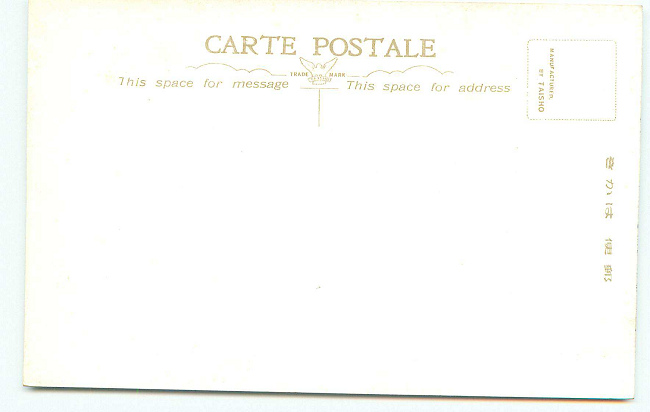 CARTE POSTALE
TRADE MARK
This space for message
This space for address
MANUFACTURED,
BY TAISHO
きかは便郵